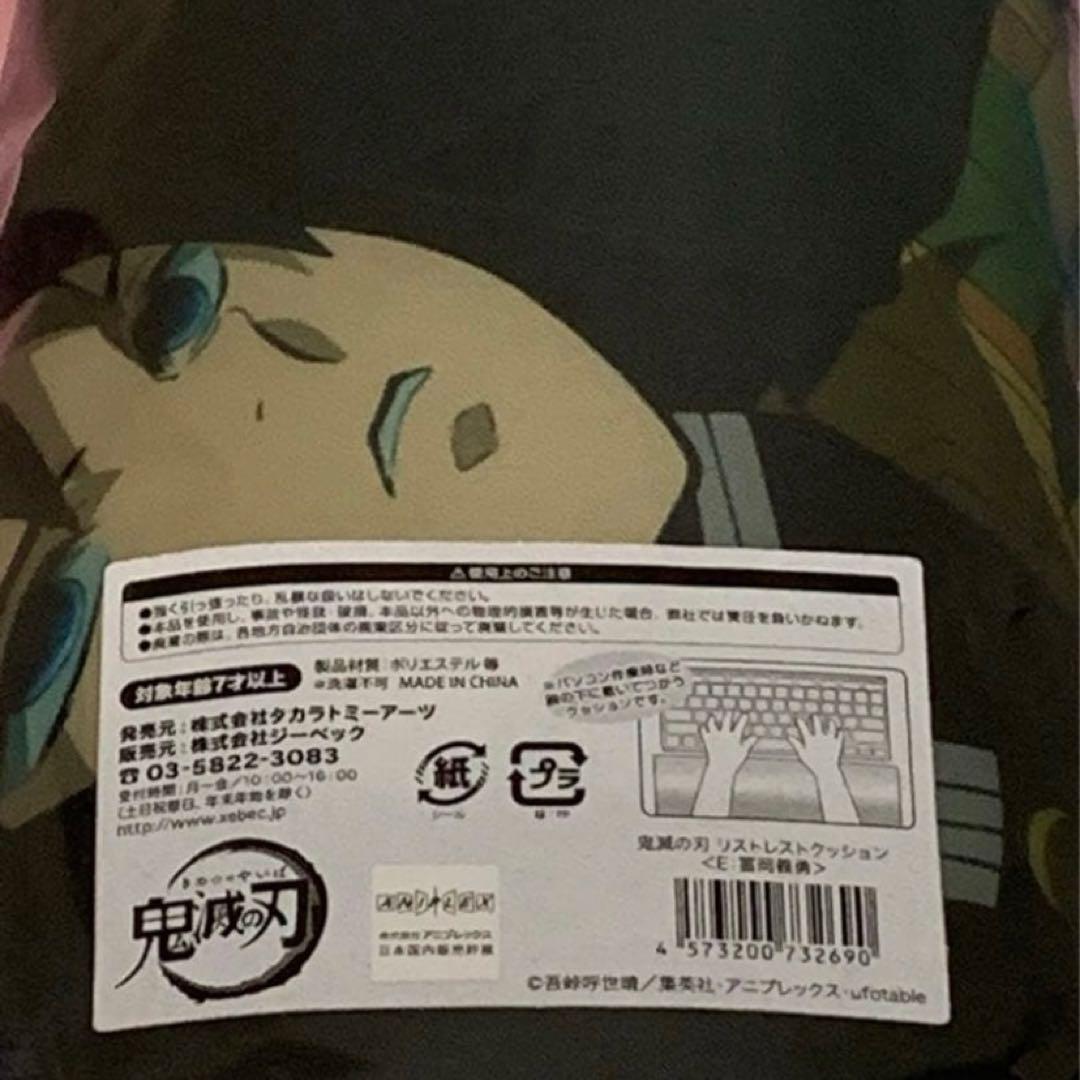 ⚠使用上のご注意
●強く引っ張ったり、乱暴な扱いはしないでください。
●本品を使用し、事故や怪我・破損、本品以外への物理的損害等が生じた場合、弊社では責任を負いかねます。
●廃棄の際は、各地方自治団体の廃棄区分に従って廃棄してください。
対象年齢7才以上
製品材質：ポリエステル 等
※洗濯不可 MADE IN CHINA
発売元：株式会社タカラトミーアーツ
販売元：株式会社ジーベック
☎ 03-5822-3083
受付時間：月〜金／10：00〜16：00
（土日祝祭日、年末年始を除く）
http://www.xebec.jp
紙
シール
プラ
※パソコン作業時など
腕の下に敷いてつかう
クッションです。
鬼滅の刃 リストレストクッション
＜E：冨岡義勇＞
4 573200 732690
きめつのやいば
鬼滅の刃
ANIPLEX
株式会社 アニプレックス
日本国内販売許諾
©吾峠呼世晴／集英社・アニプレックス・ufotable